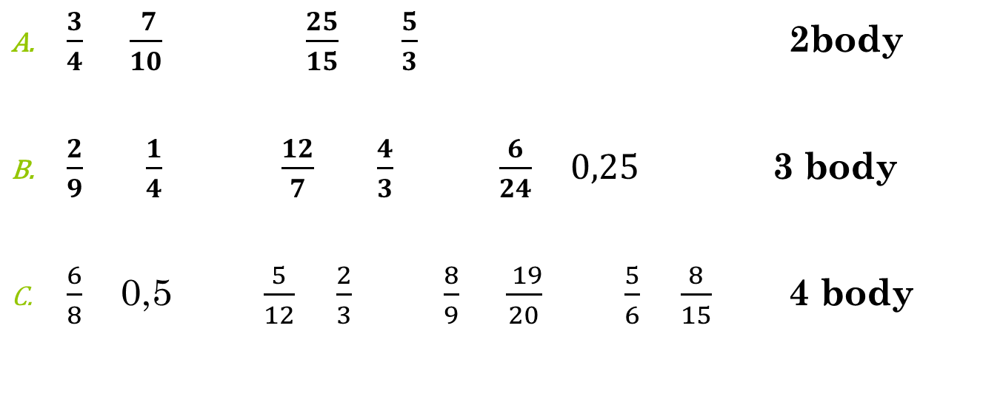 A. 3/4 7/10 25/15 5/3 2body
B. 2/9 1/4 12/7 4/3 6/24 0,25 3 body
C. 6/8 0,5 5/12 2/3 8/9 19/20 5/6 8/15 4 body